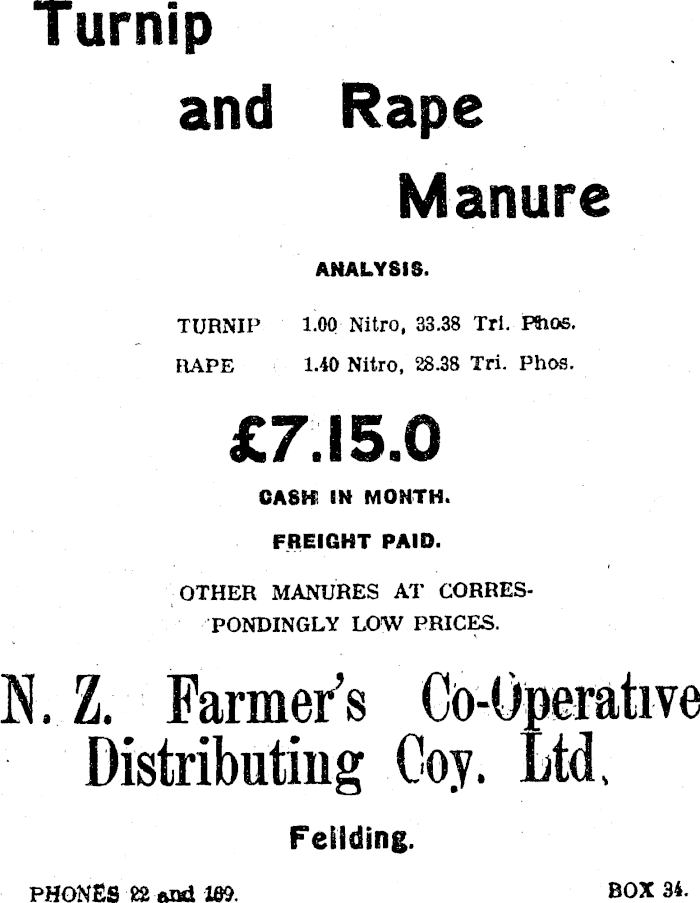 Turnip
and Rape
Manure
ANALYSIS.
TURNIP 1.00 Nitro, 33.38 Tri. Phos.
RAPE 1.40 Nitro, 28.38 Tri. Phos.
£7.15.0
CASH IN MONTH.
FREIGHT PAID.
OTHER MANURES AT CORRES-
PONDINGLY LOW PRICES.
N. Z. Farmer's Co-Operative
Distributing Coy. Ltd.
Feilding.
PHONES 22 and 169. BOX 34.